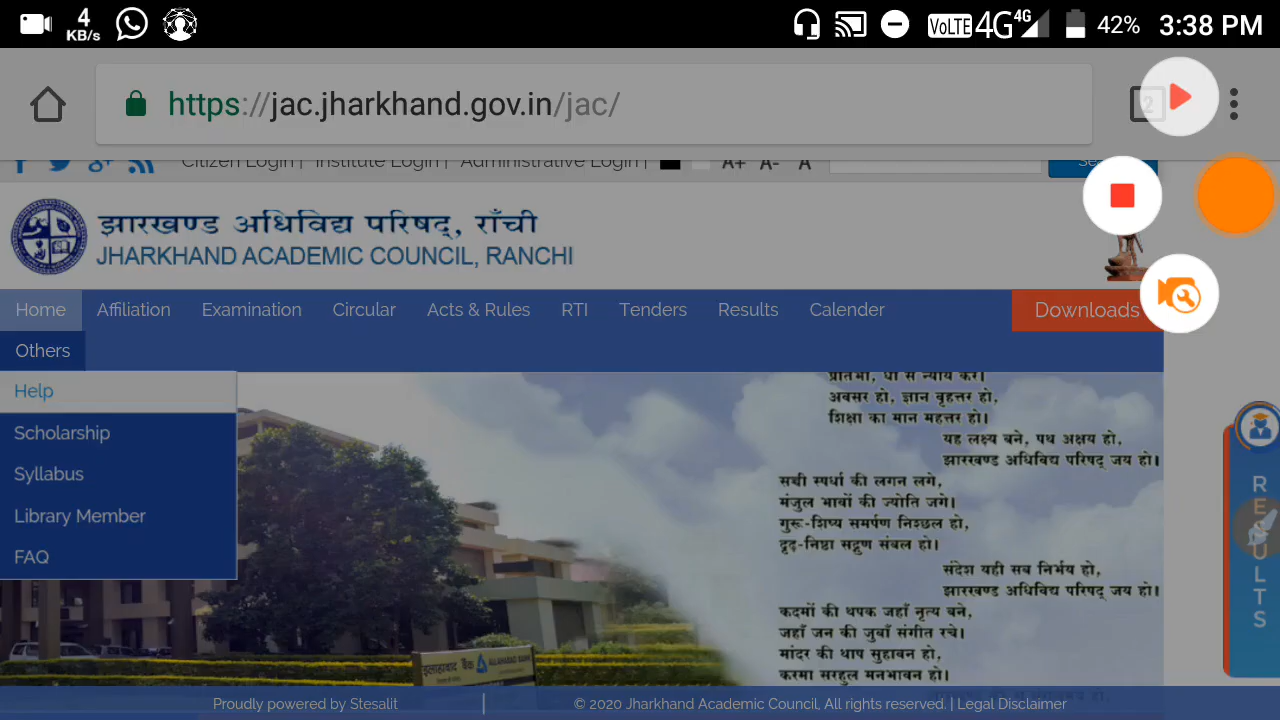 4 KB/s VoLTE 4G 4G 42% 3:38 PM
https://jac.jharkhand.gov.in/jac/ 2
Citizen Login | Institute Login | Administrative Login | A+ A- A
झारखण्ड अधिविद्य परिषद्, राँची
JHARKHAND ACADEMIC COUNCIL, RANCHI
Home Affiliation Examination Circular Acts & Rules RTI Tenders Results Calender Downloads
Others
Help
Scholarship
Syllabus
Library Member
FAQ
अवसर हो, ज्ञान वृहत्तर हो,
शिक्षा का मान महत्तर हो।
यह लक्ष्य बने, पथ अक्षय हो,
झारखण्ड अधिविद्य परिषद् जय हो।
सच्ची स्पर्धा की लगन लगे,
मंजुल भावों की ज्योति जगे।
गुरू-शिष्य समर्पण निश्छल हो,
दृढ़-निष्ठा सद्गुण संबल हो।
संदेश यही सब निर्भय हो,
झारखण्ड अधिविद्य परिषद् जय हो।
कदमों की थपक जहाँ नृत्य बने,
जहाँ जन की जुवाँ संगीत रचे।
मांदर की थाप सुहावन हो,
करमा सरहुल मनभावन हो।
इलाहाबाद बैंक ALLAHABAD BANK
RESULTS
Proudly powered by Stesalit
© 2020 Jharkhand Academic Council, All rights reserved. | Legal Disclaimer